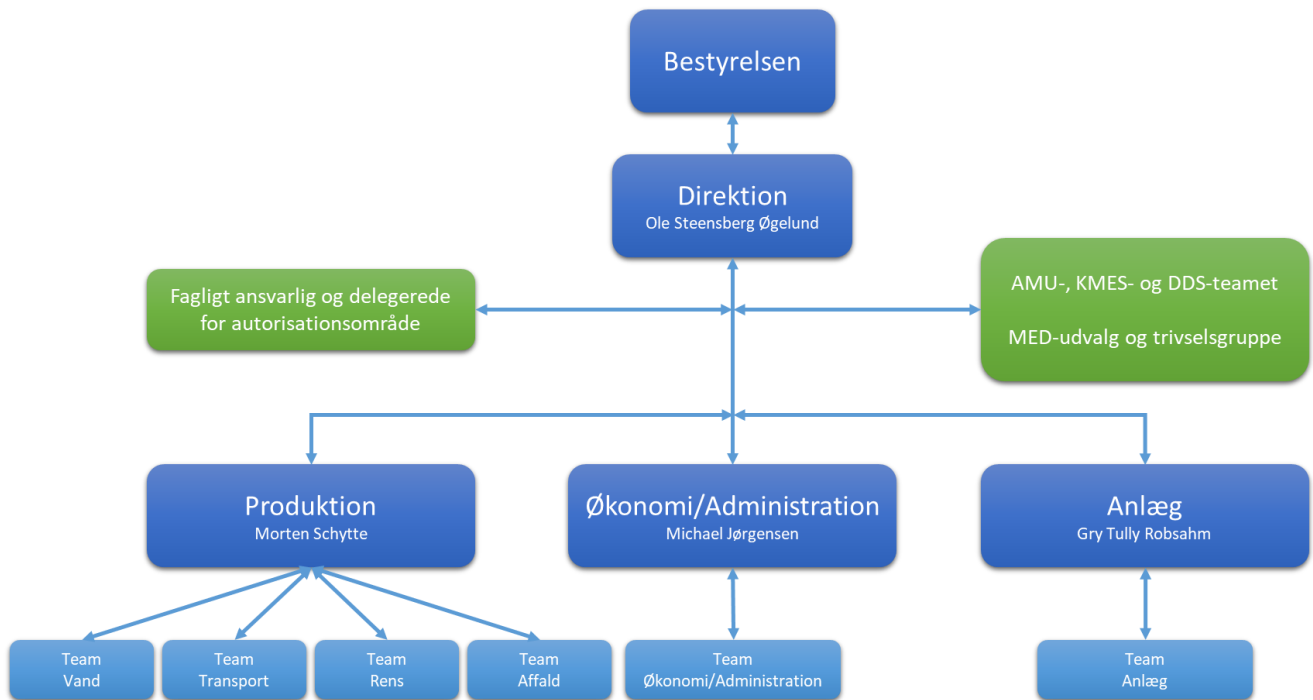 Bestyrelsen
Direktion
Ole Steensberg Øgelund
Fagligt ansvarlig og delegerede
for autorisationsområde
AMU-, KMES- og DDS-teamet
MED-udvalg og trivselsgruppe
Produktion
Morten Schytte
Økonomi/Administration
Michael Jørgensen
Anlæg
Gry Tully Robsahm
Team
Vand
Team
Transport
Team
Rens
Team
Affald
Team
Økonomi/Administration
Team
Anlæg